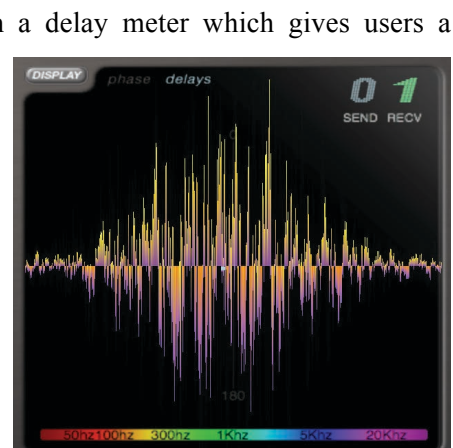 a delay meter which gives users a
DISPLAY phase delays
0 1
SEND RECV
0
180
50hz 100hz 300hz 1Khz 5Khz 20Khz